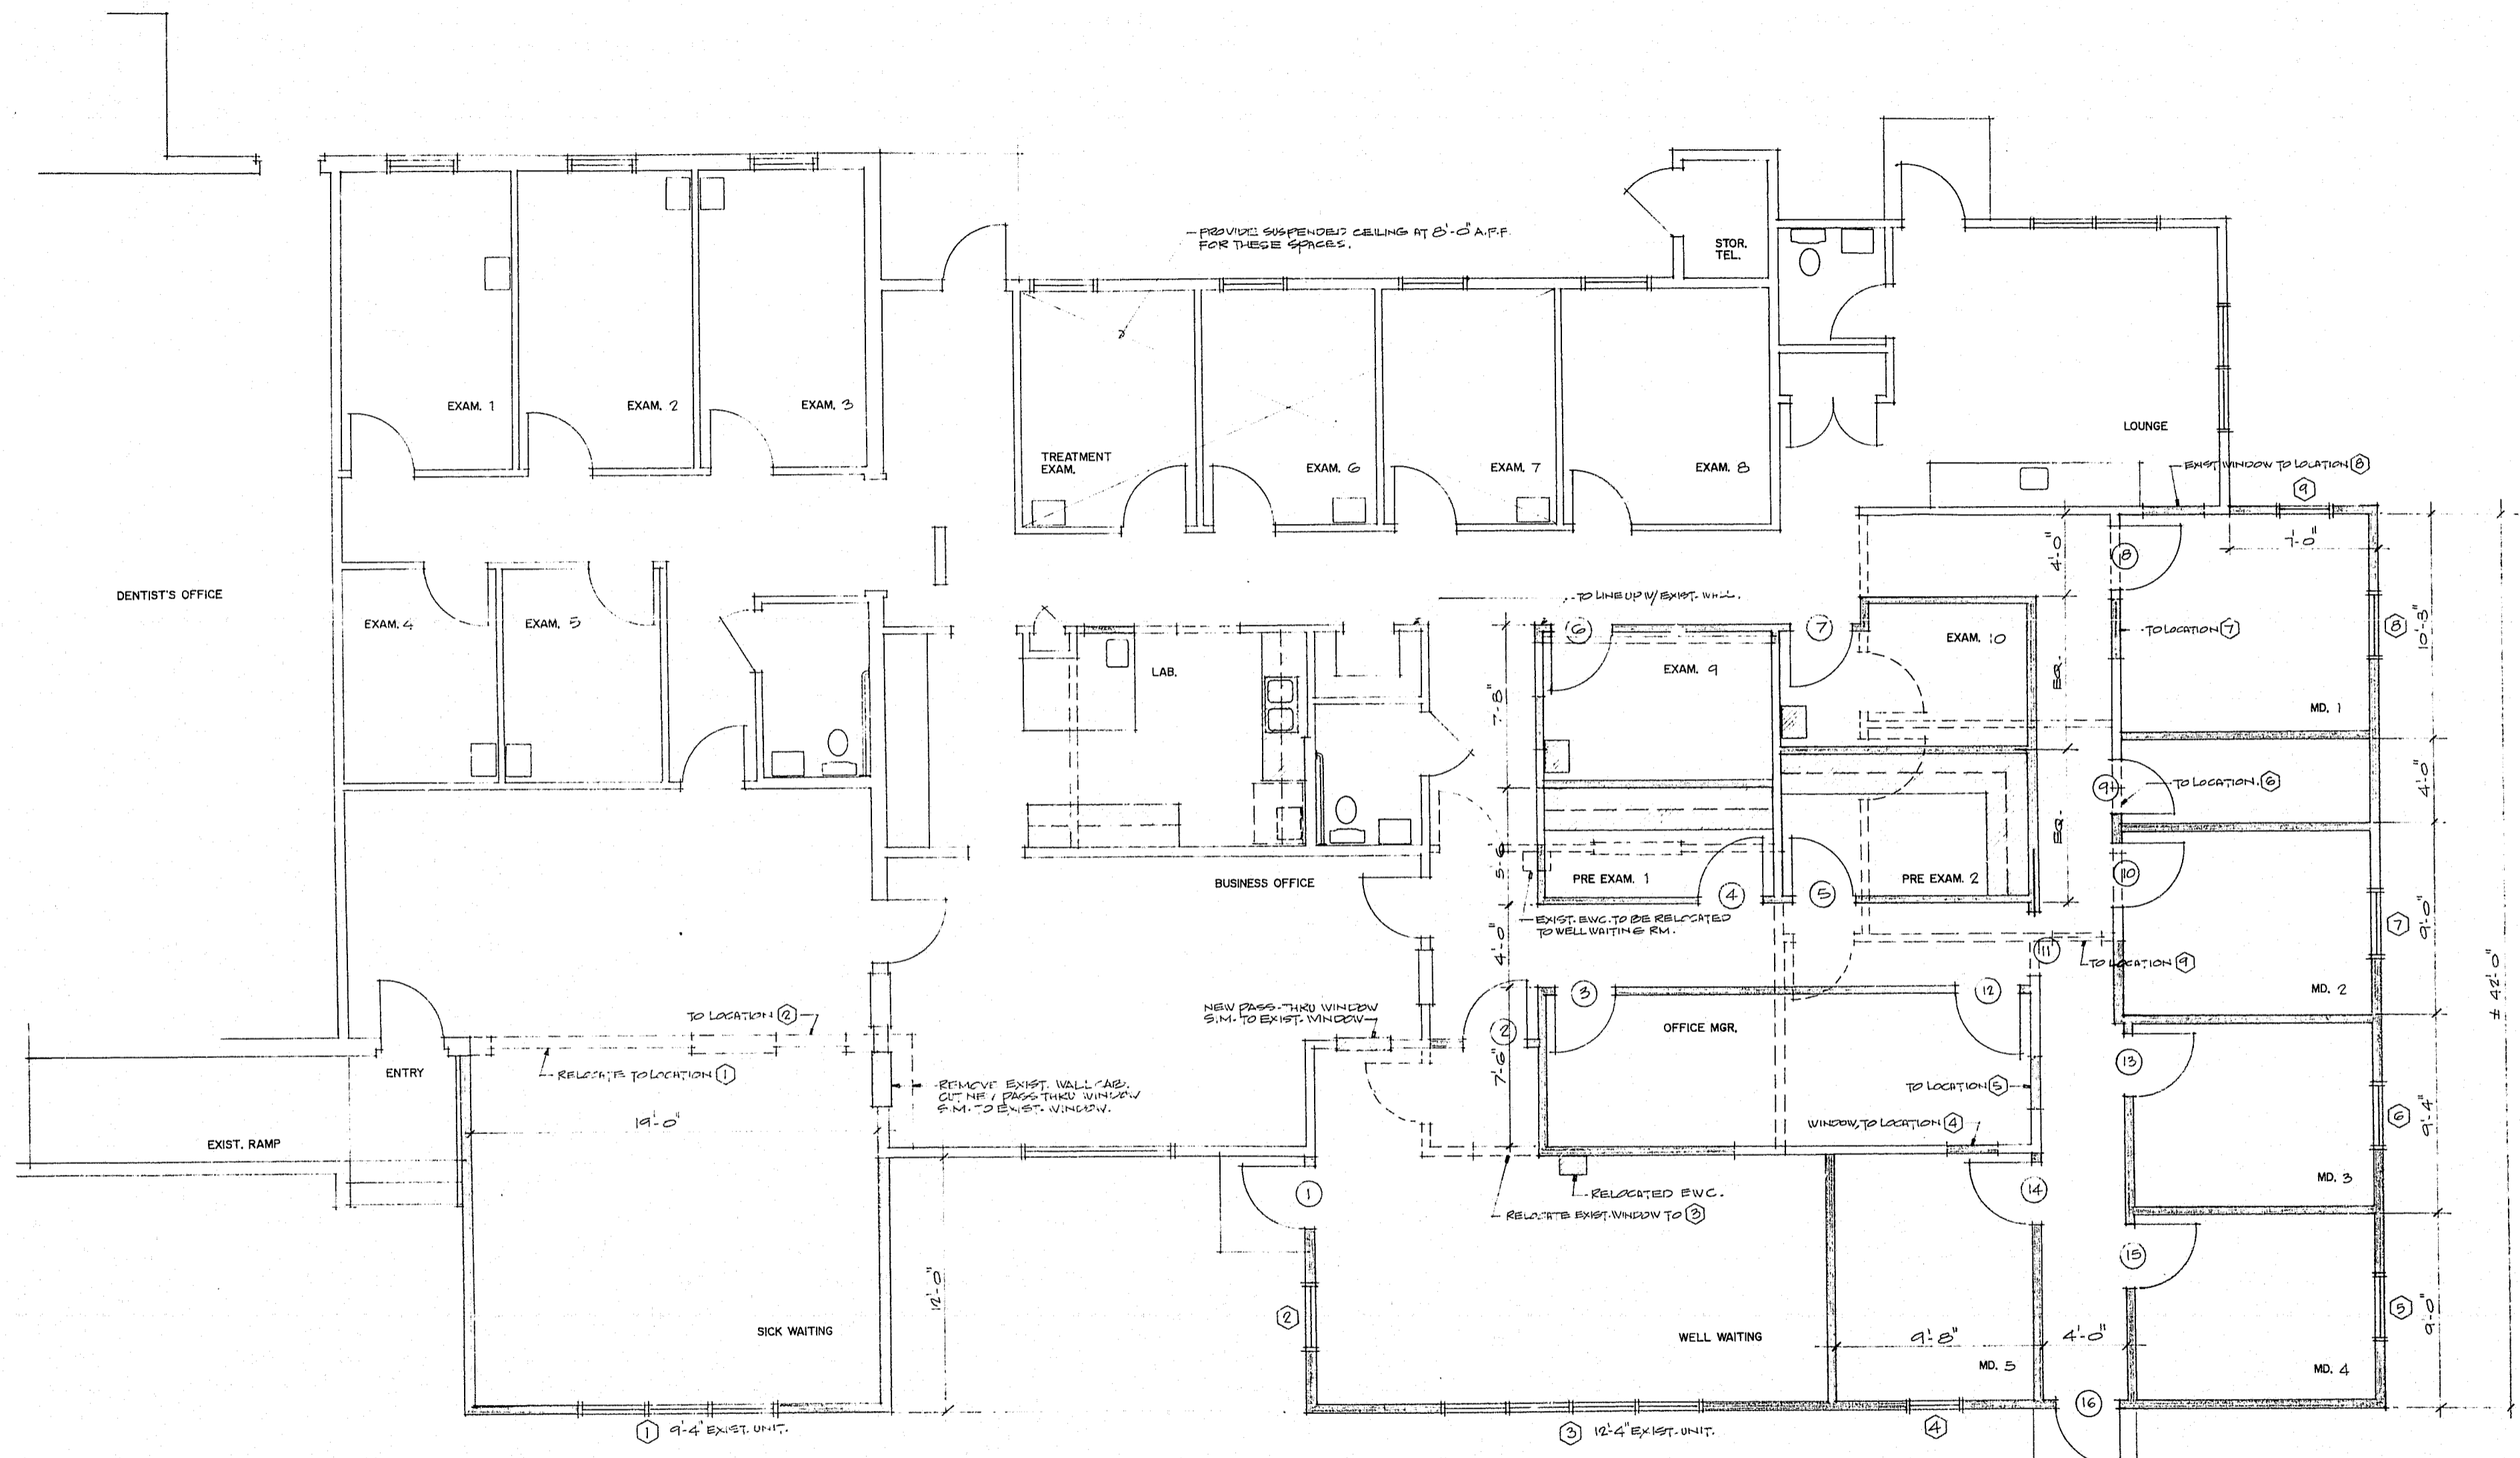 - PROVIDE SUSPENDED CEILING AT 8'-0" A.F.F.
FOR THESE SPACES.
STOR.
TEL.
EXAM. 1
EXAM. 2
EXAM. 3
TREATMENT
EXAM.
EXAM. 6
EXAM. 7
EXAM. 8
LOUNGE
EXIST. WINDOW TO LOCATION 8
9
7'-0"
DENTIST'S OFFICE
EXAM. 4
EXAM. 5
LAB.
TO LINE UP W/ EXIST. WALL.
6
7
EXAM. 9
EXAM. 10
4'-0"
18
TO LOCATION 7
8
10'-8"
MD. 1
7'-8"
EQ.
9
TO LOCATION. 6
4'-0"
5'-6"
EQ.
BUSINESS OFFICE
PRE EXAM. 1
4
5
PRE EXAM. 2
10
EXIST. EWC. TO BE RELOCATED
TO WELL WAITING RM.
7
9'-0"
4'-0"
11
TO LOCATION 9
± 42'-0"
MD. 2
TO LOCATION 2
NEW PASS-THRU WINDOW
SIM. TO EXIST. WINDOW
2
3
12
OFFICE MGR.
7'-6"
ENTRY
RELOCATE TO LOCATION 1
REMOVE EXIST. WALL CAB.
CUT NEW PASS THRU WINDOW
SIM. TO EXIST. WINDOW.
13
TO LOCATION 5
6
9'-4"
19'-0"
EXIST. RAMP
WINDOW, TO LOCATION 4
1
RELOCATED EWC.
RELOCATE EXIST. WINDOW TO 3
14
MD. 3
15
12'-0"
2
SICK WAITING
WELL WAITING
9'-8"
4'-0"
5
9'-0"
MD. 5
MD. 4
1 9'-4" EXIST. UNIT.
3 12'-4" EXIST. UNIT.
4
16